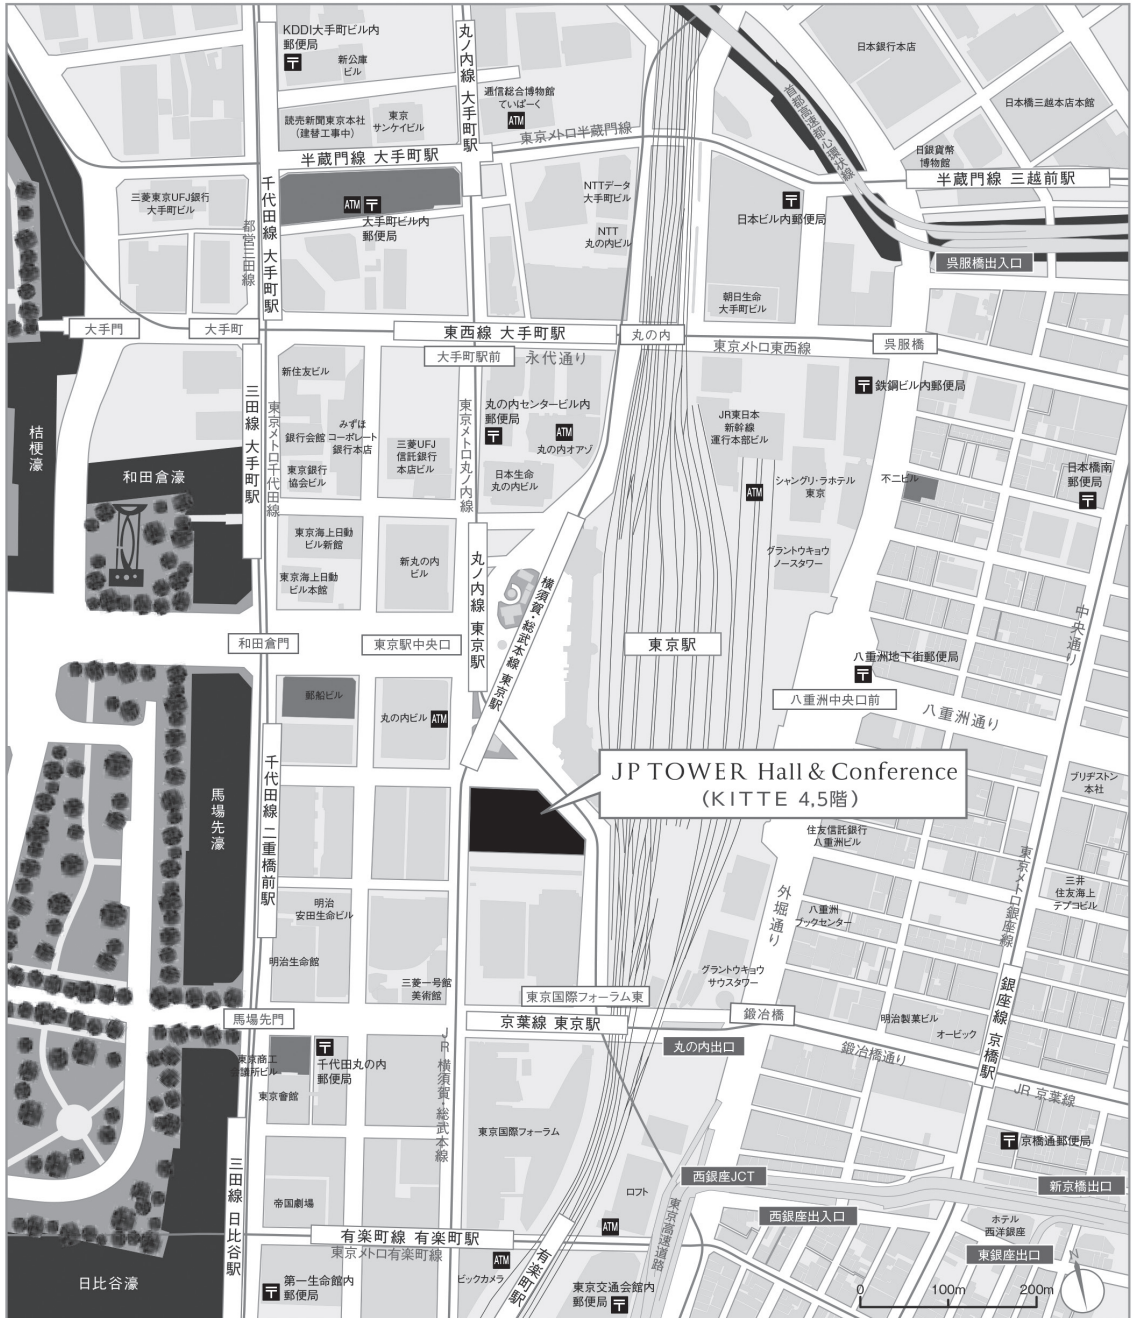 KDDI大手町ビル内
郵便局
新公庫
ビル
丸ノ内線 大手町駅
逓信総合博物館
ていぱーく
ATM
読売新聞東京本社
(建替工事中)
東京
サンケイビル
東京メトロ半蔵門線
半蔵門線 大手町駅
首都高速都心環状線
日本銀行本店
日本橋三越本店本館
日銀貨幣
博物館
半蔵門線 三越前駅
三菱東京UFJ銀行
大手町ビル
都営三田線
千代田線 大手町駅
ATM
大手町ビル内
郵便局
NTTデータ
大手町ビル
NTT
丸の内ビル
日本ビル内郵便局
呉服橋出入口
朝日生命
大手町ビル
大手門
大手町
東西線 大手町駅
丸の内
東京メトロ東西線
呉服橋
大手町駅前
永代通り
新住友ビル
三田線 大手町駅
東京メトロ千代田線
みずほ
コーポレート
銀行本店
銀行会館
東京銀行
協会ビル
三菱UFJ
信託銀行
本店ビル
東京メトロ丸ノ内線
丸の内センタービル内
郵便局
ATM
丸の内オアゾ
日本生命
丸の内ビル
JR東日本
新幹線
運行本部ビル
鉄鋼ビル内郵便局
桔梗濠
和田倉濠
ATM
シャングリ・ラホテル
東京
不二ビル
日本橋南
郵便局
東京海上日動
ビル新館
東京海上日動
ビル本館
新丸の内
ビル
丸ノ内線 東京駅
横須賀・総武本線 東京駅
グラントウキョウ
ノースタワー
中央通り
和田倉門
東京駅中央口
東京駅
八重洲地下街郵便局
八重洲中央口前
八重洲通り
郵船ビル
丸の内ビル
ATM
JP TOWER Hall & Conference
(KITTE 4,5階)
ブリヂストン
本社
馬場先濠
千代田線 二重橋前駅
住友信託銀行
八重洲ビル
東京メトロ銀座線
三井
住友海上
テプコビル
外堀通り
八重洲
ブックセンター
明治
安田生命ビル
明治生命館
三菱一号館
美術館
グラントウキョウ
サウスタワー
東京国際フォーラム東
馬場先門
京葉線 東京駅
鍛冶橋
明治製菓ビル
オービック
銀座線 京橋駅
丸の内出口
鍛冶橋通り
JR 京葉線
東京商工
会議所ビル
千代田丸の内
郵便局
東京會館
JR 横須賀・総武本線
東京国際フォーラム
京橋通郵便局
三田線 日比谷駅
帝国劇場
ロフト
西銀座JCT
新京橋出口
西銀座出入口
ATM
東京高速道路
ホテル
西洋銀座
東銀座出口
有楽町線 有楽町駅
東京メトロ有楽町線
日比谷濠
第一生命館内
郵便局
ATM
ビックカメラ
有楽町駅
東京交通会館内
郵便局
N
0
100m
200m